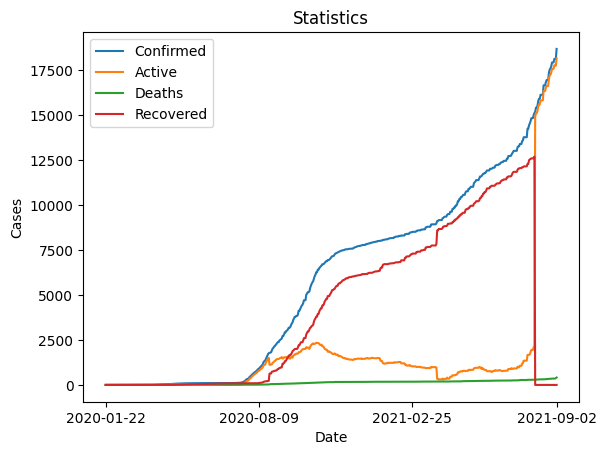 Statistics
Confirmed
Active
Deaths
Recovered
17500
15000
12500
10000
7500
5000
2500
0
Cases
2020-01-22 2020-08-09 2021-02-25 2021-09-02
Date